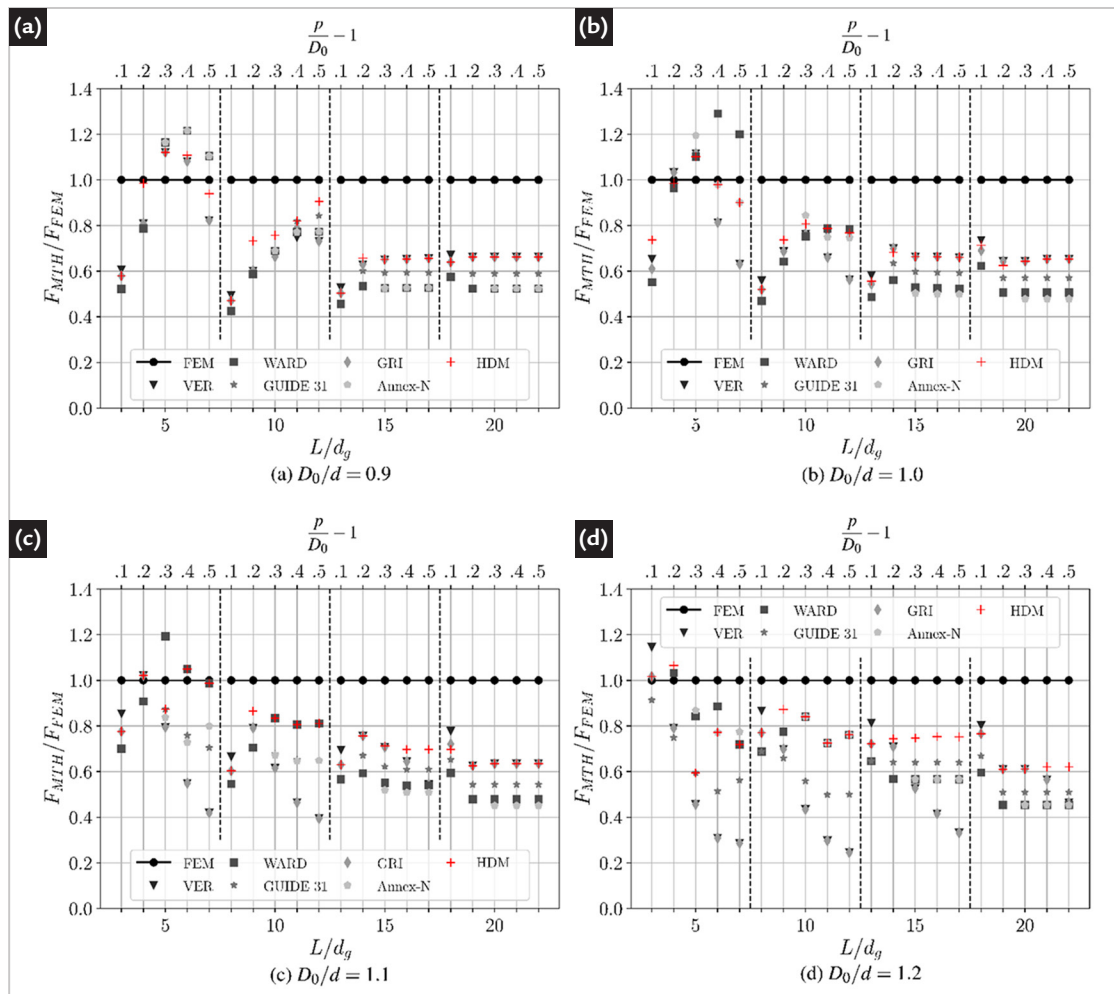 (a)
p/D₀ − 1
.1 .2 .3 .4 .5 .1 .2 .3 .4 .5 .1 .2 .3 .4 .5 .1 .2 .3 .4 .5
1.4
1.2
1.0
0.8
0.6
0.4
0.2
0.0
F_MTH/F_FEM
FEM WARD GRI HDM
VER GUIDE 31 Annex-N
5 10 15 20
L/d_g
(a) D₀/d = 0.9
(b)
p/D₀ − 1
.1 .2 .3 .4 .5 .1 .2 .3 .4 .5 .1 .2 .3 .4 .5 .1 .2 .3 .4 .5
1.4
1.2
1.0
0.8
0.6
0.4
0.2
0.0
F_MTH/F_FEM
FEM WARD GRI HDM
VER GUIDE 31 Annex-N
5 10 15 20
L/d_g
(b) D₀/d = 1.0
(c)
p/D₀ − 1
.1 .2 .3 .4 .5 .1 .2 .3 .4 .5 .1 .2 .3 .4 .5 .1 .2 .3 .4 .5
1.4
1.2
1.0
0.8
0.6
0.4
0.2
0.0
F_MTH/F_FEM
FEM WARD GRI HDM
VER GUIDE 31 Annex-N
5 10 15 20
L/d_g
(c) D₀/d = 1.1
(d)
p/D₀ − 1
.1 .2 .3 .4 .5 .1 .2 .3 .4 .5 .1 .2 .3 .4 .5 .1 .2 .3 .4 .5
1.4
1.2
1.0
0.8
0.6
0.4
0.2
0.0
F_MTH/F_FEM
FEM WARD GRI HDM
VER GUIDE 31 Annex-N
5 10 15 20
L/d_g
(d) D₀/d = 1.2